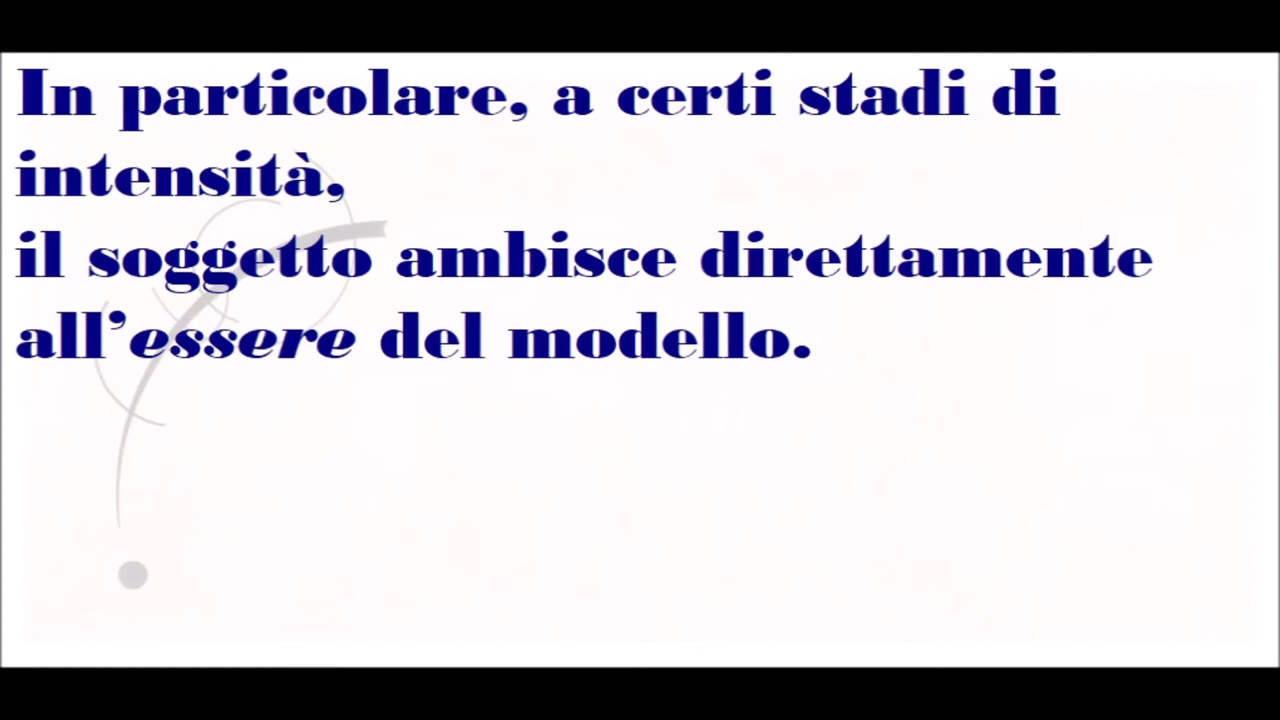 In particolare, a certi stadi di
intensità,
il soggetto ambisce direttamente
all’essere del modello.